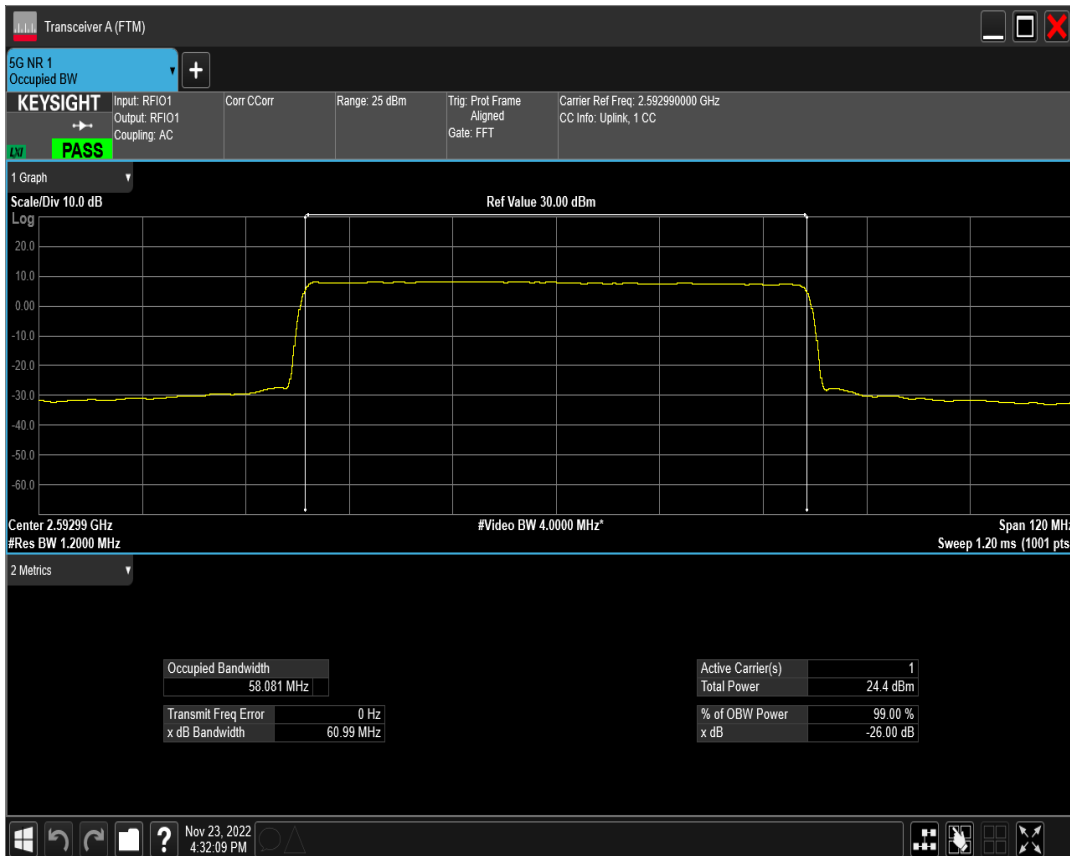 Transceiver A (FTM)
5G NR 1
Occupied BW
+
KEYSIGHT
LXI
PASS
Input: RFIO1
Output: RFIO1
Coupling: AC
Corr CCorr
Range: 25 dBm
Trig: Prot Frame
Aligned
Gate: FFT
Carrier Ref Freq: 2.592990000 GHz
CC Info: Uplink, 1 CC
1 Graph
Scale/Div 10.0 dB
Ref Value 30.00 dBm
Log
20.0
10.0
0.00
-10.0
-20.0
-30.0
-40.0
-50.0
-60.0
Center 2.59299 GHz
#Video BW 4.0000 MHz*
Span 120 MHz
#Res BW 1.2000 MHz
Sweep 1.20 ms (1001 pts
2 Metrics
Occupied Bandwidth
58.081 MHz
Transmit Freq Error 0 Hz
x dB Bandwidth 60.99 MHz
Active Carrier(s) 1
Total Power 24.4 dBm
% of OBW Power 99.00 %
x dB -26.00 dB
?
Nov 23, 2022
4:32:09 PM